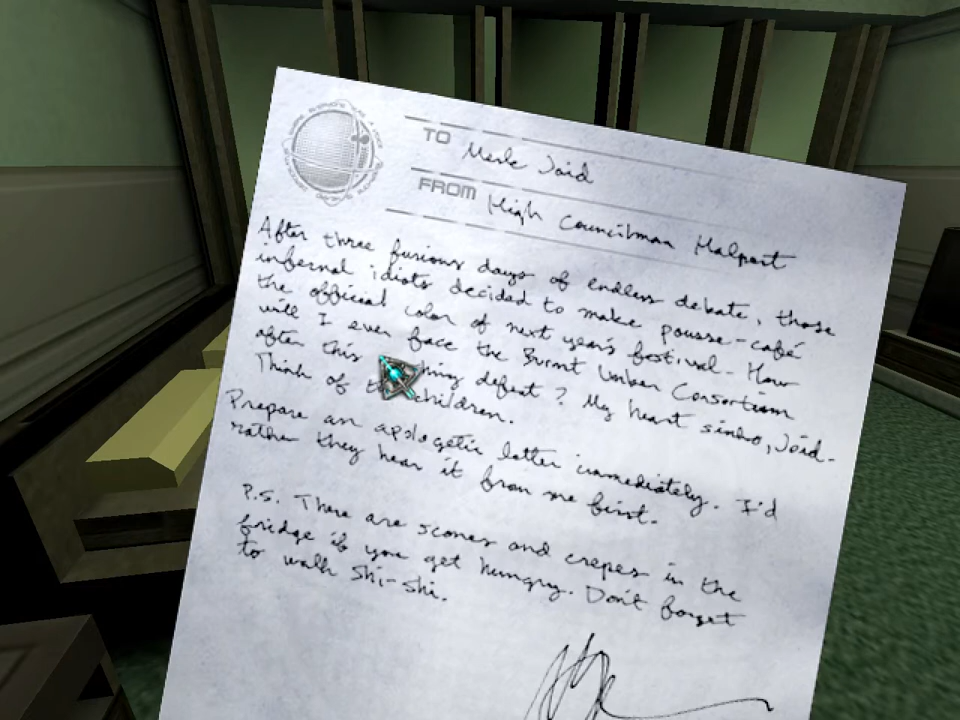 TO Merle Joid
FROM High Councilman Malport
After three furious days of endless debate, those
infernal idiots decided to make pousse-café
the official color of next year's festival. How
will I ever face the Burnt Umber Consortium
after this defeat? My heart sinks, Joid.
Think of children.
Prepare an apologetic letter immediately. I'd
rather they hear it from me first.
P.S. There are scones and crepes in the
fridge if you get hungry. Don't forget
to walk Shi-Shi.